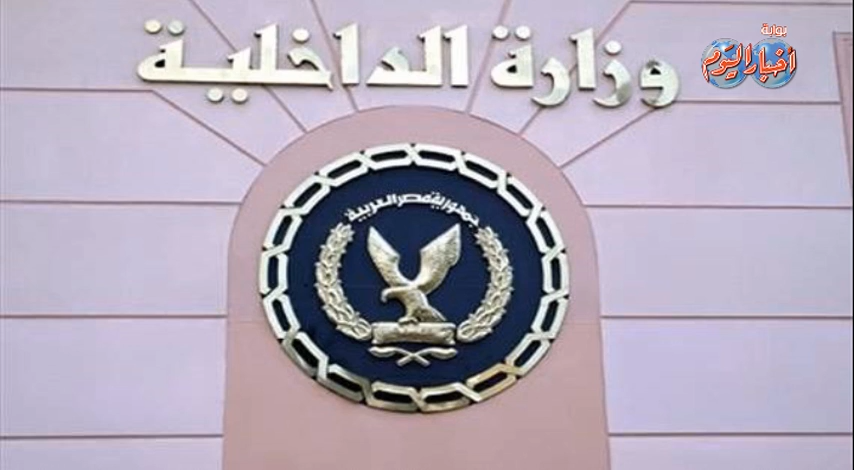 وزارة الداخلية
جمهورية مصر العربية
بوابة
أخبار اليوم